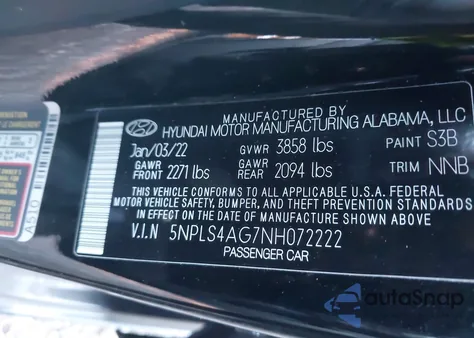 MANUFACTURED BY
HYUNDAI MOTOR MANUFACTURING ALABAMA, LLC
Jan/03/22 GVWR 3858 lbs PAINT S3B
GAWR FRONT 2271 lbs GAWR REAR 2094 lbs TRIM NNB
THIS VEHICLE CONFORMS TO ALL APPLICABLE U.S.A. FEDERAL
MOTOR VEHICLE SAFETY, BUMPER, AND THEFT PREVENTION STANDARDS
IN EFFECT ON THE DATE OF MANUFACTURE SHOWN ABOVE
V.I.N 5NPLS4AG7NH072222
PASSENGER CAR
A510
autoSnap